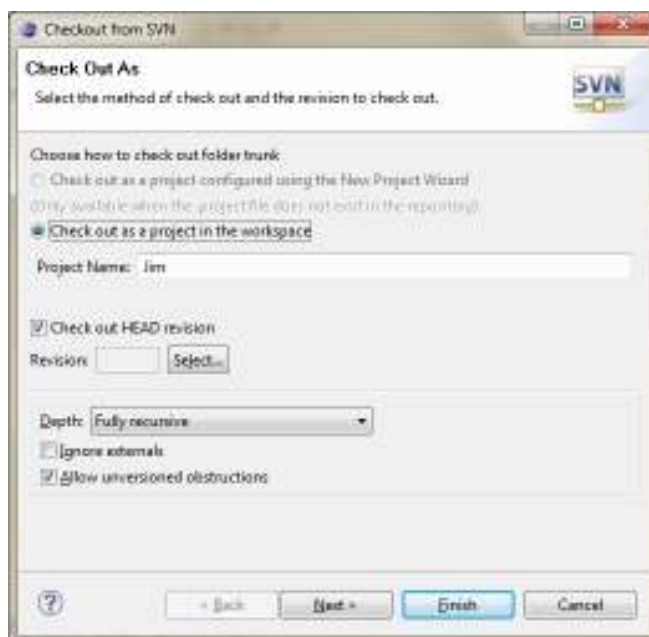 Checkout from SVN
Check Out As
Select the method of check out and the revision to check out.
SVN
Choose how to check out folder trunk
Check out as a project configured using the New Project Wizard
(Only available when the .project file does not exist in the repository)
Check out as a project in the workspace
Project Name: Jim
Check out HEAD revision
Revision: Select...
Depth: Fully recursive
Ignore externals
Allow unversioned obstructions
? < Back Next > Finish Cancel